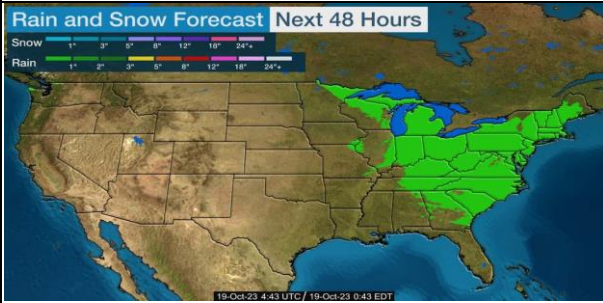 Rain and Snow Forecast Next 48 Hours
Snow 1" 3" 5" 8" 12" 18" 24"+
Rain 1" 2" 3" 5" 8" 12" 18" 24"+
19-Oct-23 4:43 UTC / 19-Oct-23 0:43 EDT